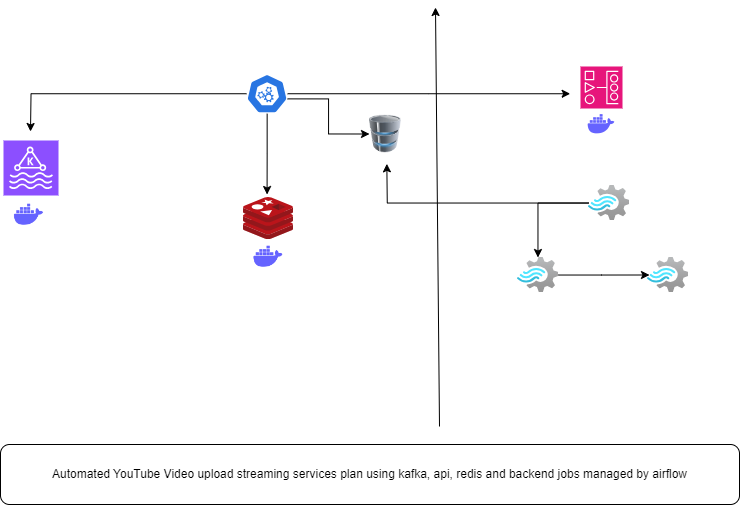 K
Automated YouTube Video upload streaming services plan using kafka, api, redis and backend jobs managed by airflow